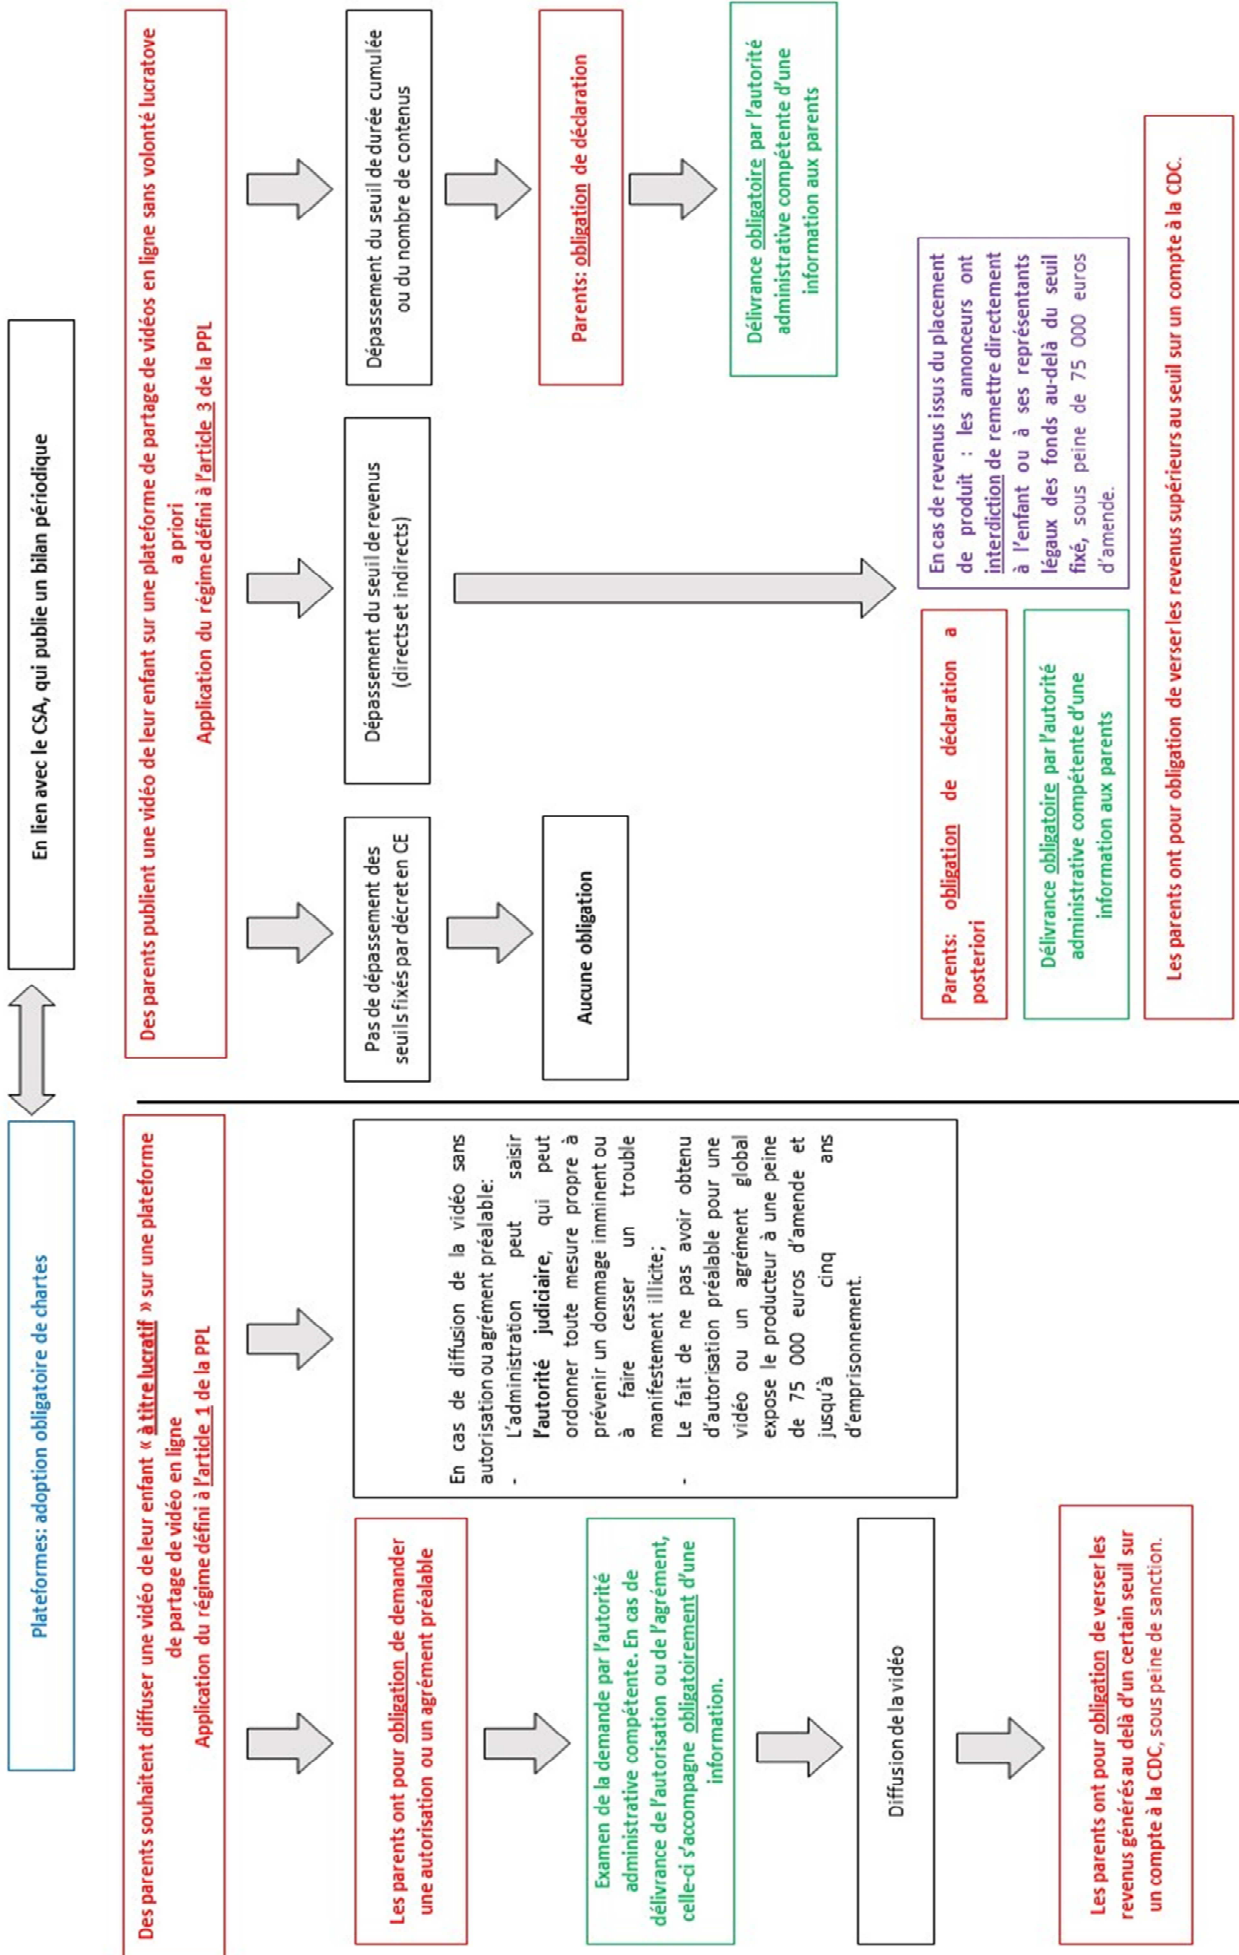 Plateformes: adoption obligatoire de chartes
En lien avec le CSA, qui publie un bilan périodique
Des parents souhaitent diffuser une vidéo de leur enfant « à titre lucratif » sur une plateforme
de partage de vidéo en ligne
Application du régime défini à l'article 1 de la PPL
Les parents ont pour obligation de demander
une autorisation ou un agrément préalable
Examen de la demande par l'autorité
administrative compétente. En cas de
délivrance de l'autorisation ou de l'agrément,
celle-ci s'accompagne obligatoirement d'une
information.
Diffusion de la vidéo
Les parents ont pour obligation de verser les
revenus générés au delà d'un certain seuil sur
un compte à la CDC, sous peine de sanction.
En cas de diffusion de la vidéo sans
autorisation ou agrément préalable:
- L'administration peut saisir
l'autorité judiciaire, qui peut
ordonner toute mesure propre à
prévenir un dommage imminent ou
à faire cesser un trouble
manifestement illicite;
- Le fait de ne pas avoir obtenu
d'autorisation préalable pour une
vidéo ou un agrément global
expose le producteur à une peine
de 75 000 euros d'amende et
jusqu'à cinq ans
d'emprisonnement.
Des parents publient une vidéo de leur enfant sur une plateforme de partage de vidéos en ligne sans volonté lucratove
a priori
Application du régime défini à l'article 3 de la PPL
Pas de dépassement des
seuils fixés par décret en CE
Aucune obligation
Dépassement du seuil de revenus
(directs et indirects)
Parents: obligation de déclaration a
posteriori
Délivrance obligatoire par l'autorité
administrative compétente d'une
information aux parents
En cas de revenus issus du placement
de produit : les annonceurs ont
interdiction de remettre directement
à l'enfant ou à ses représentants
légaux des fonds au-delà du seuil
fixé, sous peine de 75 000 euros
d'amende.
Les parents ont pour obligation de verser les revenus supérieurs au seuil sur un compte à la CDC.
Dépassement du seuil de durée cumulée
ou du nombre de contenus
Parents: obligation de déclaration
Délivrance obligatoire par l'autorité
administrative compétente d'une
information aux parents